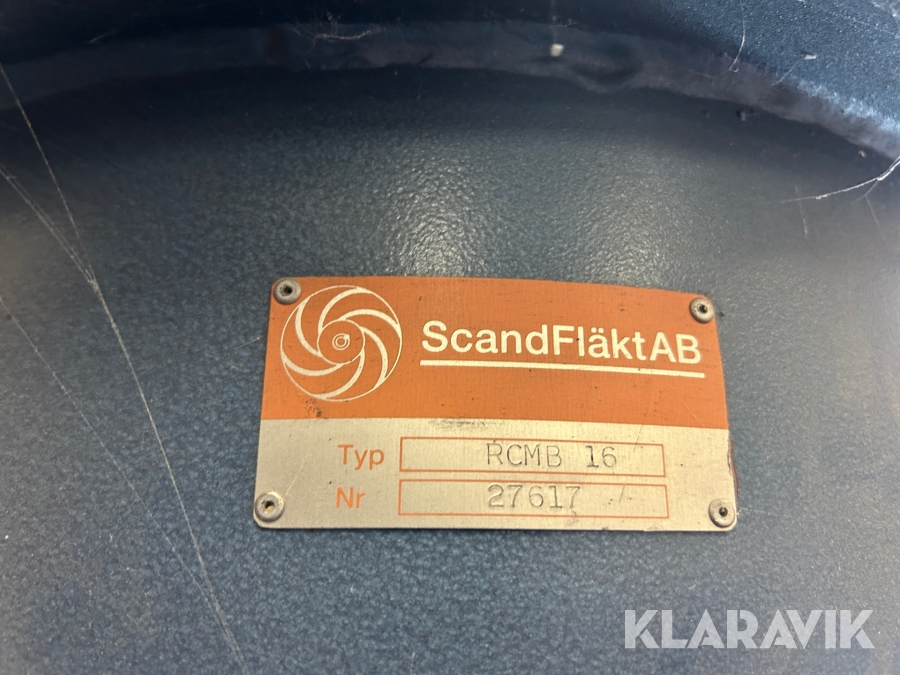 ScandFläktAB
Typ RCMB 16
Nr 27617
KLARAVIK